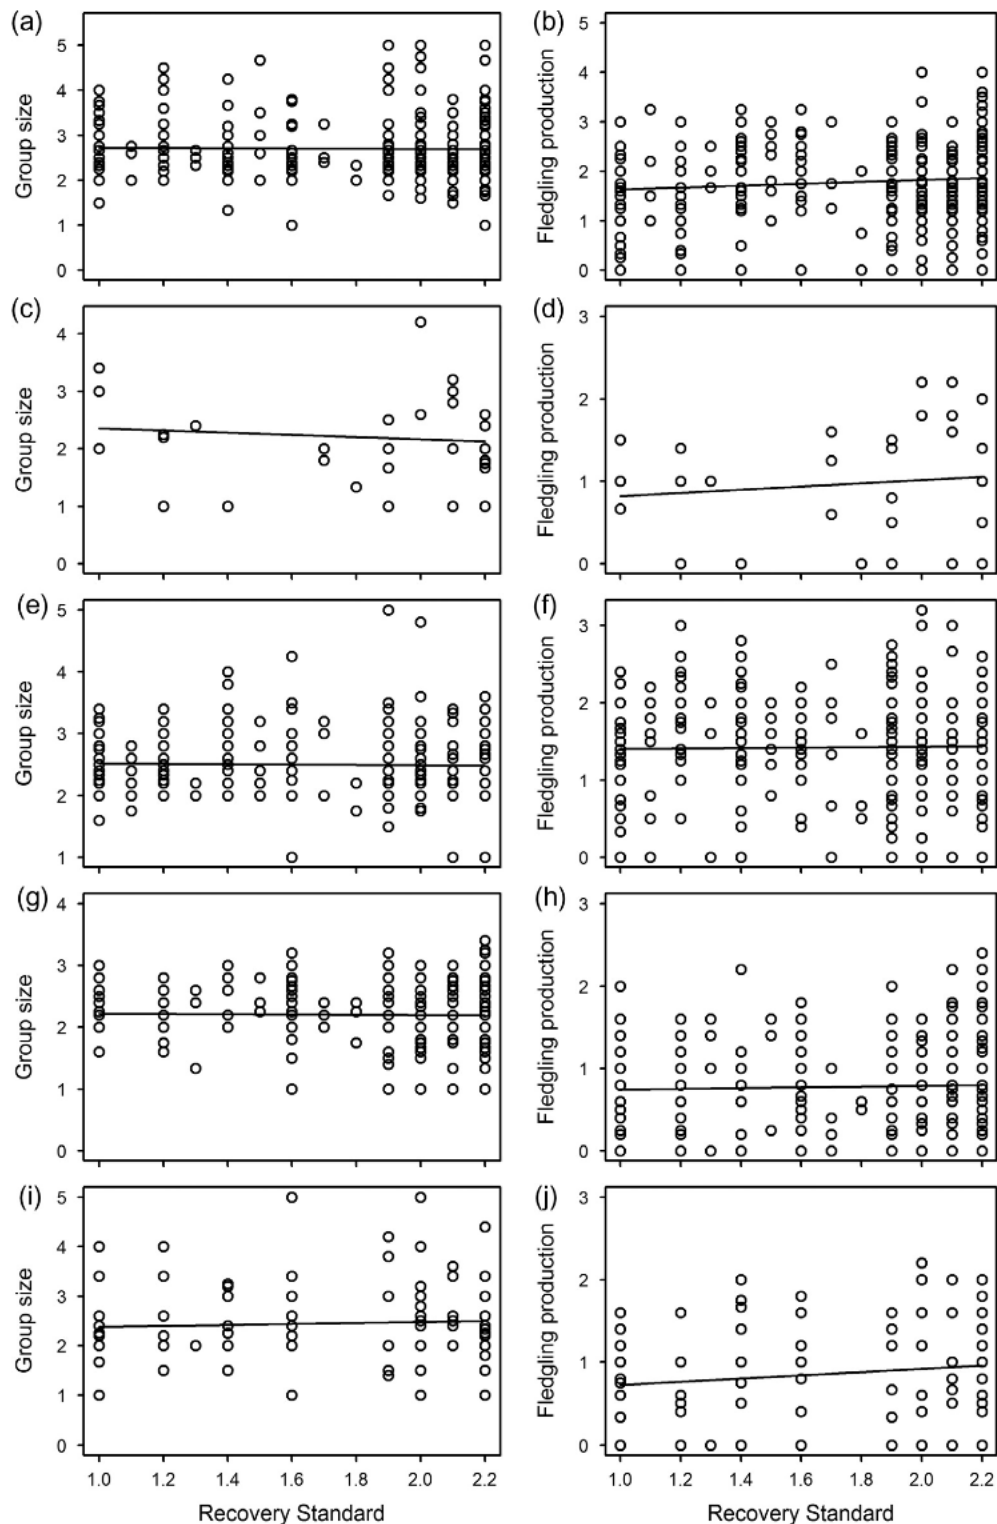 (a)
(b)
Group size
5
4
3
2
1
0
Fledgling production
5
4
3
2
1
0
(c)
(d)
Group size
4
3
2
1
0
Fledgling production
3
2
1
0
(e)
(f)
Group size
5
4
3
2
1
Fledgling production
3
2
1
0
(g)
(h)
Group size
4
3
2
1
0
Fledgling production
3
2
1
0
(i)
(j)
Group size
5
4
3
2
1
0
Fledgling production
3
2
1
0
1.0 1.2 1.4 1.6 1.8 2.0 2.2
1.0 1.2 1.4 1.6 1.8 2.0 2.2
Recovery Standard
Recovery Standard